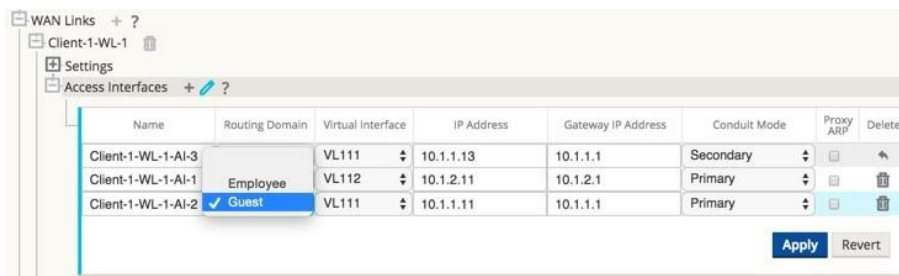 WAN Links + ?
Client-1-WL-1
Settings
Access Interfaces + ?
Name Routing Domain Virtual Interface IP Address Gateway IP Address Conduit Mode Proxy ARP Delete
Client-1-WL-1-AI-3 VL111 10.1.1.13 10.1.1.1 Secondary
Client-1-WL-1-AI-1 Employee VL112 10.1.2.11 10.1.2.1 Primary
Client-1-WL-1-AI-2 ✓ Guest VL111 10.1.1.11 10.1.1.1 Primary
Apply Revert